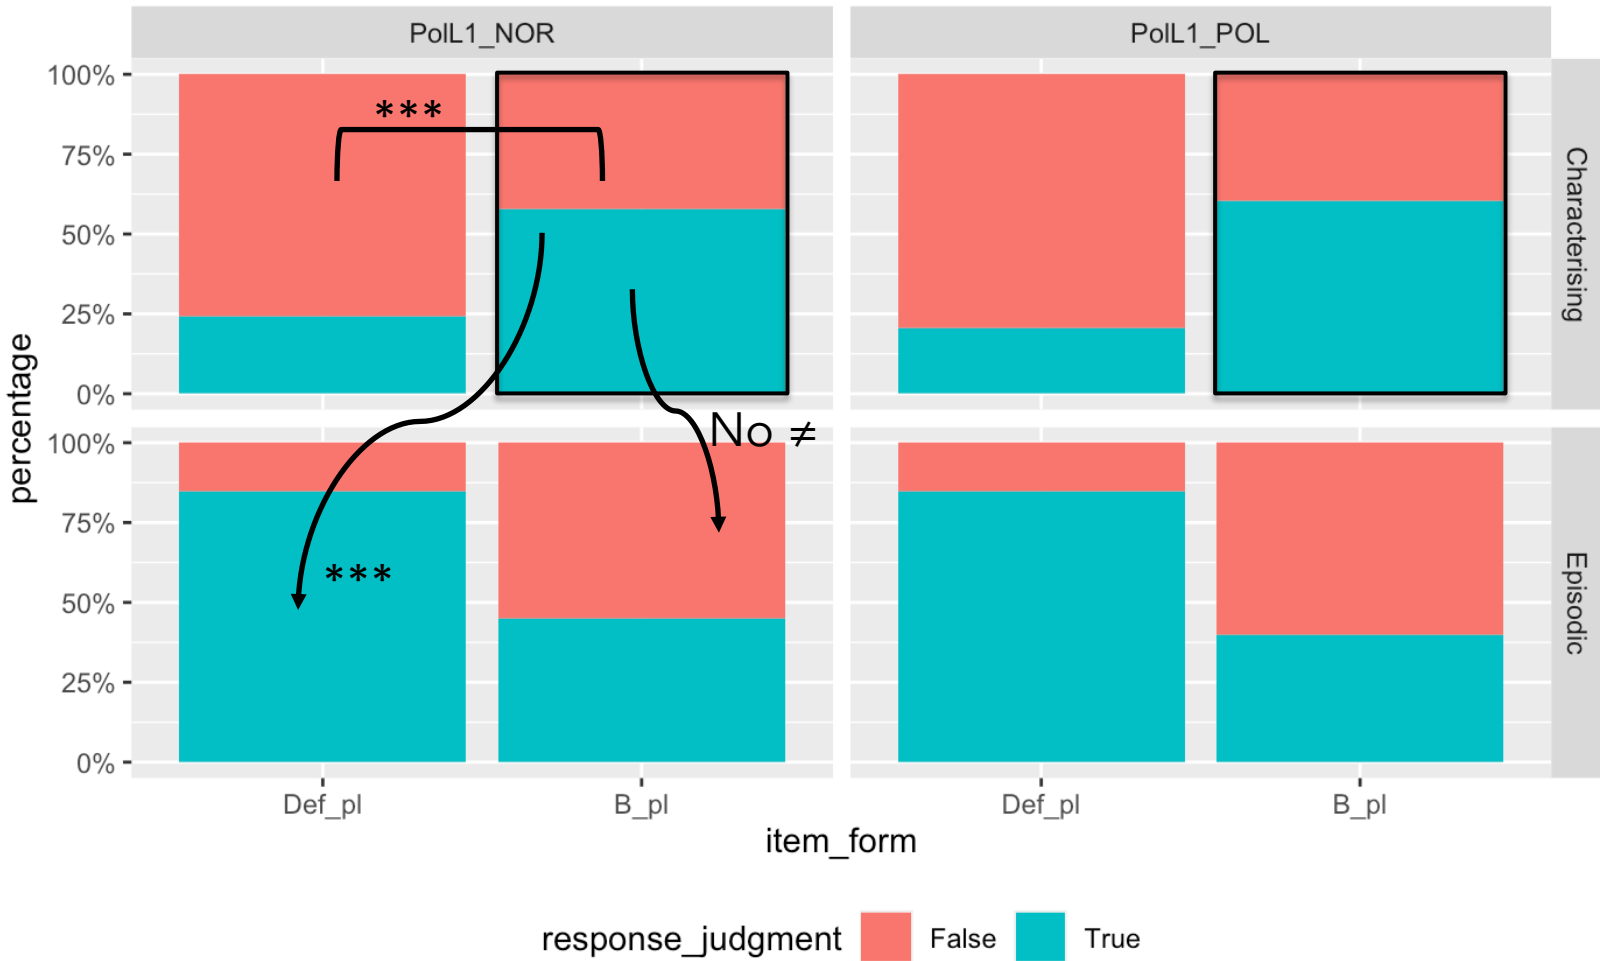 PolL1_NOR
PolL1_POL
100%
75%
50%
25%
0%
***
Characterising
percentage
No ≠
100%
75%
50%
25%
0%
***
Episodic
Def_pl
B_pl
Def_pl
B_pl
item_form
response_judgment
False
True